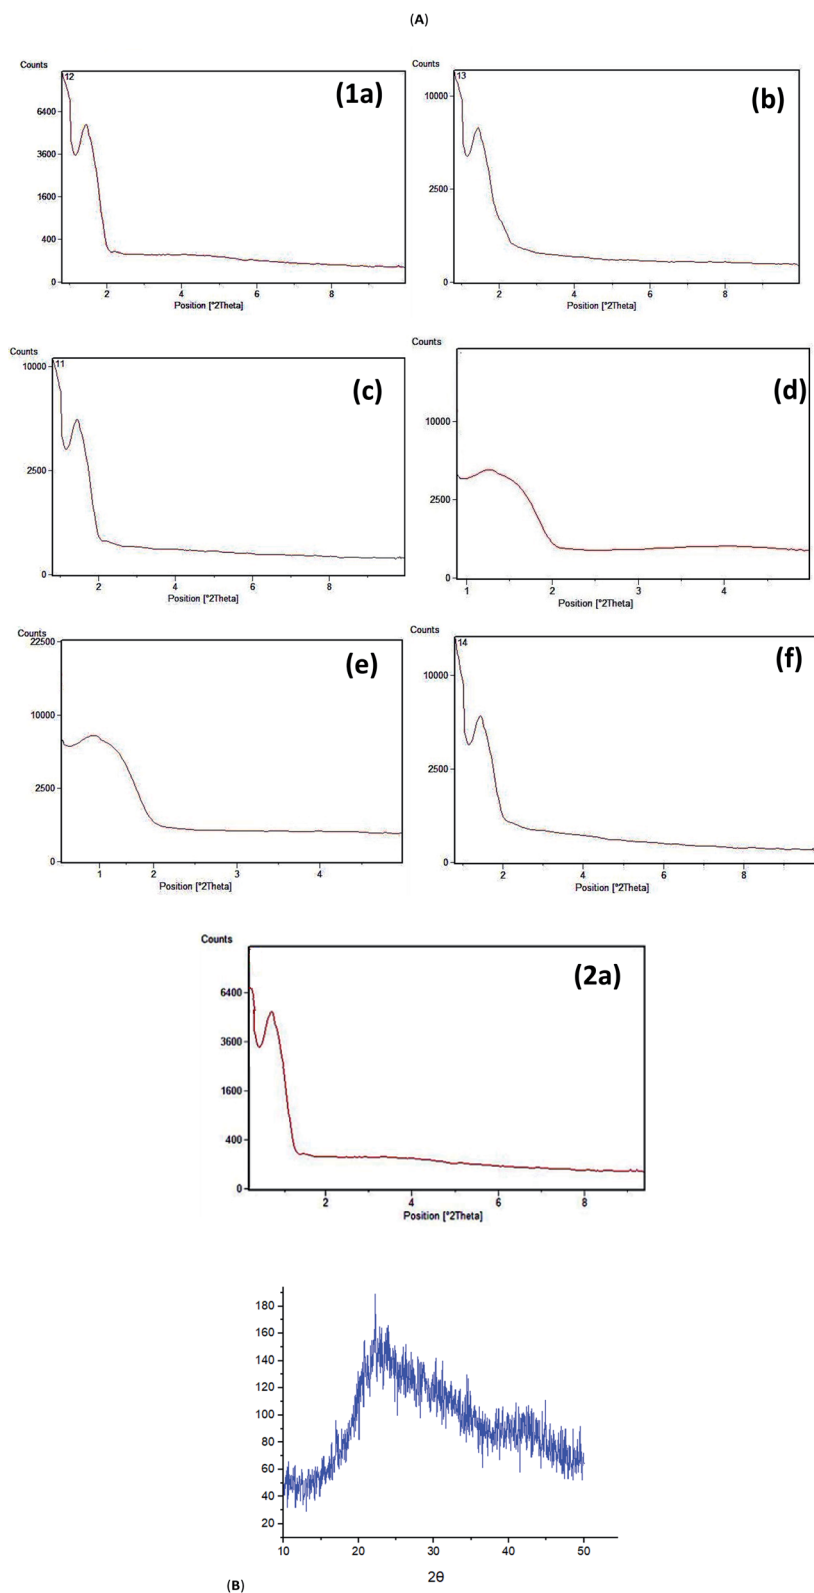 (A)
Counts
12
(1a)
6400
3600
1600
400
0
2 4 6 8
Position [°2Theta]
Counts
13
(b)
10000
2500
0
2 4 6 8
Position [°2Theta]
Counts
11
(c)
10000
2500
0
2 4 6 8
Position [°2Theta]
Counts
(d)
10000
2500
0
1 2 3 4
Position [°2Theta]
Counts
(e)
22500
10000
2500
0
1 2 3 4
Position [°2Theta]
Counts
14
(f)
10000
2500
0
2 4 6 8
Position [°2Theta]
Counts
(2a)
6400
3600
1600
400
0
2 4 6 8
Position [°2Theta]
180
160
140
120
100
80
60
40
20
10 20 30 40 50
2θ
(B)